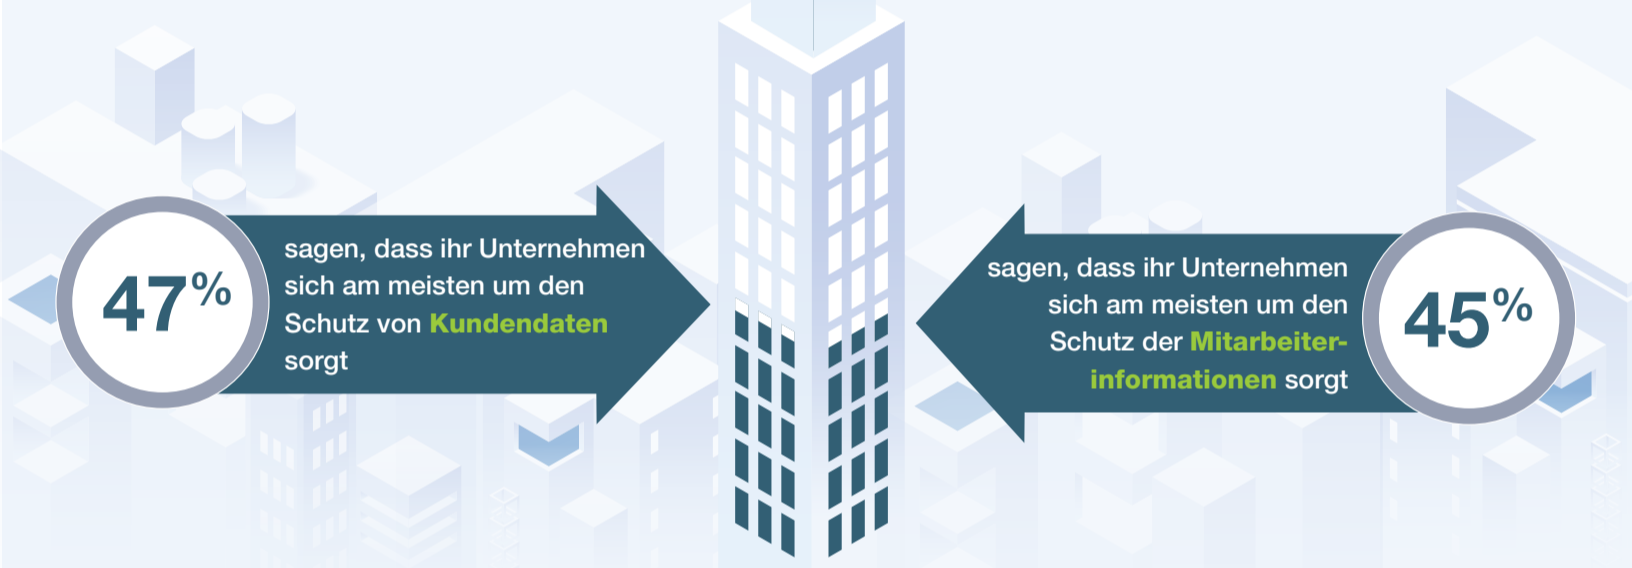 47%
sagen, dass ihr Unternehmen
sich am meisten um den
Schutz von Kundendaten
sorgt
sagen, dass ihr Unternehmen
sich am meisten um den
Schutz der Mitarbeiter-
informationen sorgt
45%